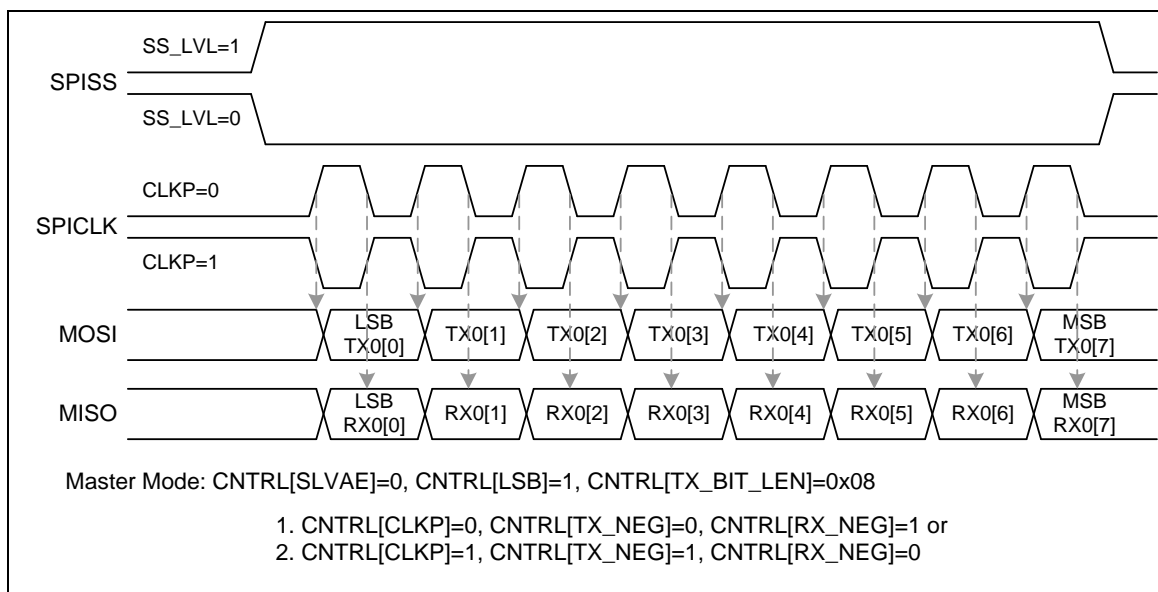 SS_LVL=1
SPISS
SS_LVL=0
CLKP=0
SPICLK
CLKP=1
MOSI
LSB
TX0[0]
TX0[1]
TX0[2]
TX0[3]
TX0[4]
TX0[5]
TX0[6]
MSB
TX0[7]
MISO
LSB
RX0[0]
RX0[1]
RX0[2]
RX0[3]
RX0[4]
RX0[5]
RX0[6]
MSB
RX0[7]
Master Mode: CNTRL[SLVAE]=0, CNTRL[LSB]=1, CNTRL[TX_BIT_LEN]=0x08
1. CNTRL[CLKP]=0, CNTRL[TX_NEG]=0, CNTRL[RX_NEG]=1 or
2. CNTRL[CLKP]=1, CNTRL[TX_NEG]=1, CNTRL[RX_NEG]=0